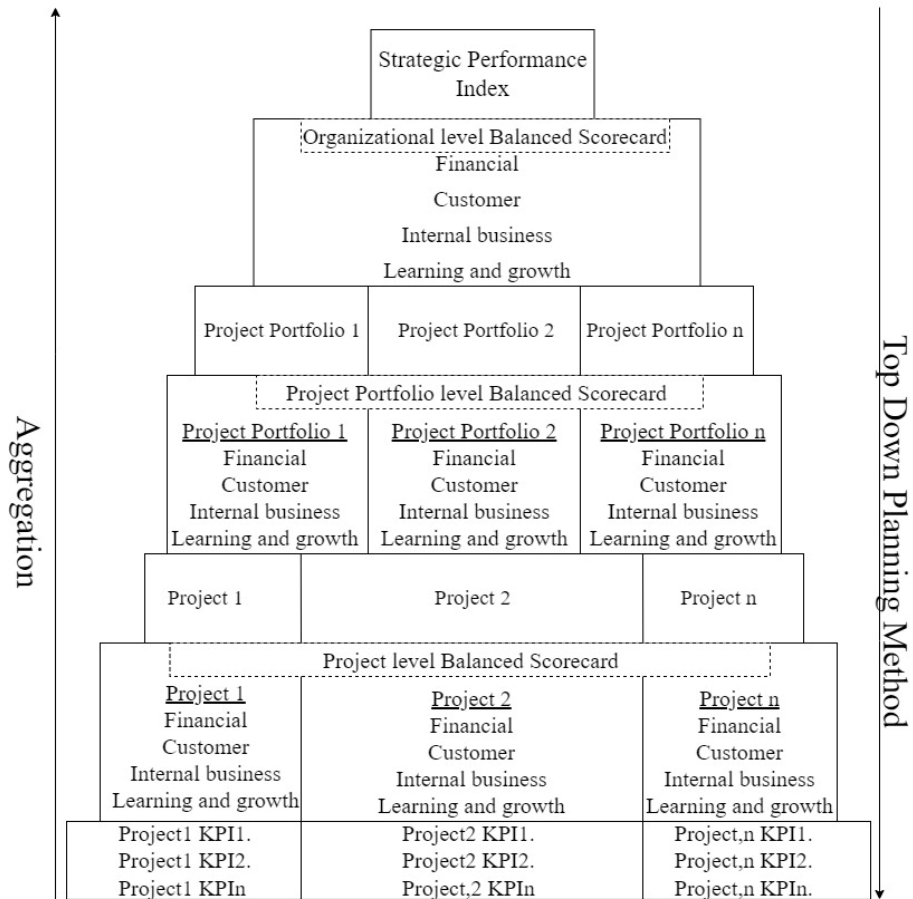 Strategic Performance
Index
Organizational level Balanced Scorecard
Financial
Customer
Internal business
Learning and growth
Project Portfolio 1
Project Portfolio 2
Project Portfolio n
Project Portfolio level Balanced Scorecard
Project Portfolio 1
Financial
Customer
Internal business
Learning and growth
Project Portfolio 2
Financial
Customer
Internal business
Learning and growth
Project Portfolio n
Financial
Customer
Internal business
Learning and growth
Project 1
Project 2
Project n
Project level Balanced Scorecard
Project 1
Financial
Customer
Internal business
Learning and growth
Project 2
Financial
Customer
Internal business
Learning and growth
Project n
Financial
Customer
Internal business
Learning and growth
Project1 KPI1.
Project1 KPI2.
Project1 KPIn
Project2 KPI1.
Project2 KPI2.
Project,2 KPIn
Project,n KPI1.
Project,n KPI2.
Project,n KPIn.
Aggregation
Top Down Planning Method